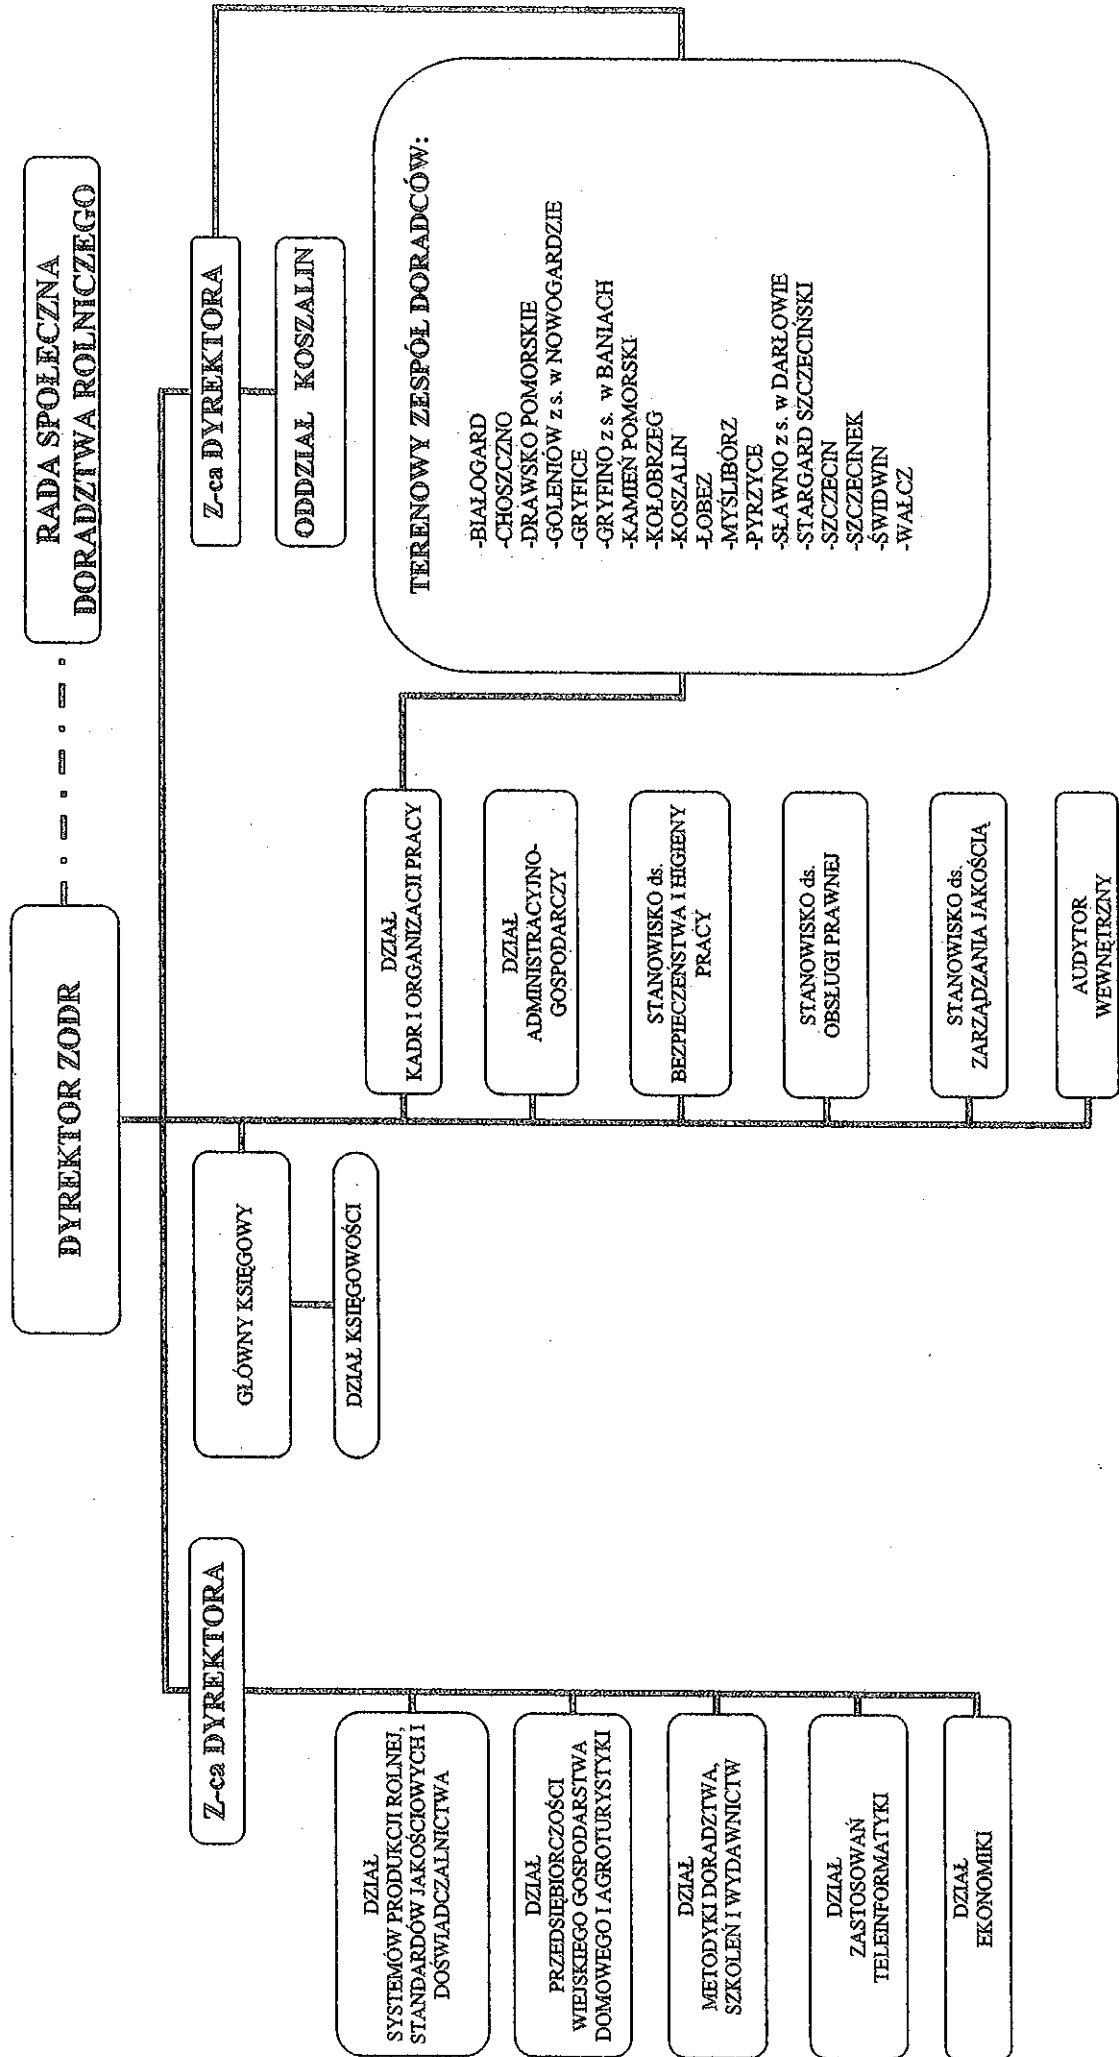 RADA SPOŁECZNA
DORADZTWA ROLNICZEGO
DYREKTOR ZODR
Z-ca DYREKTORA
DZIAŁ
SYSTEMÓW PRODUKCJI ROLNEJ,
STANDARDÓW JAKOŚCIOWYCH I
DOŚWIADCZALNICTWA
DZIAŁ
PRZEDSIĘBIORCZOŚCI
WIEJSKIEGO GOSPODARSTWA
DOMOWEGO I AGROTURYSTYKI
DZIAŁ
METODYKI DORADZTWA,
SZKOLEŃ I WYDAWNICTW
DZIAŁ
ZASTOSOWAŃ
TELEINFORMATYKI
DZIAŁ
EKONOMIKI
GŁÓWNY KSIĘGOWY
DZIAŁ KSIĘGOWOŚCI
DZIAŁ
KADR I ORGANIZACJI PRACY
DZIAŁ
ADMINISTRACYJNO-
GOSPODARCZY
STANOWISKO ds.
BEZPIECZEŃSTWA I HIGIENY
PRACY
STANOWISKO ds.
OBSŁUGI PRAWNEJ
STANOWISKO ds.
ZARZĄDZANIA JAKOŚCIĄ
AUDYTOR
WEWNĘTRZNY
Z-ca DYREKTORA
ODDZIAŁ KOSZALIN
TERENOWY ZESPÓŁ DORADCÓW:
-BIAŁOGARD
-CHOSZCZNO
-DRAWSKO POMORSKIE
-GOLENIÓW z s. w NOWOGARDZIE
-GRYFICE
-GRYFINO z s. w BANIACH
-KAMIEŃ POMORSKI
-KOŁOBRZEG
-KOSZALIN
-ŁOBEZ
-MYŚLIBÓRZ
-PYRZYCE
-SŁAWNO z s. w DARŁOWIE
-STARGARD SZCZECIŃSKI
-SZCZECIN
-SZCZECINEK
-ŚWIDWIN
-WAŁCZ